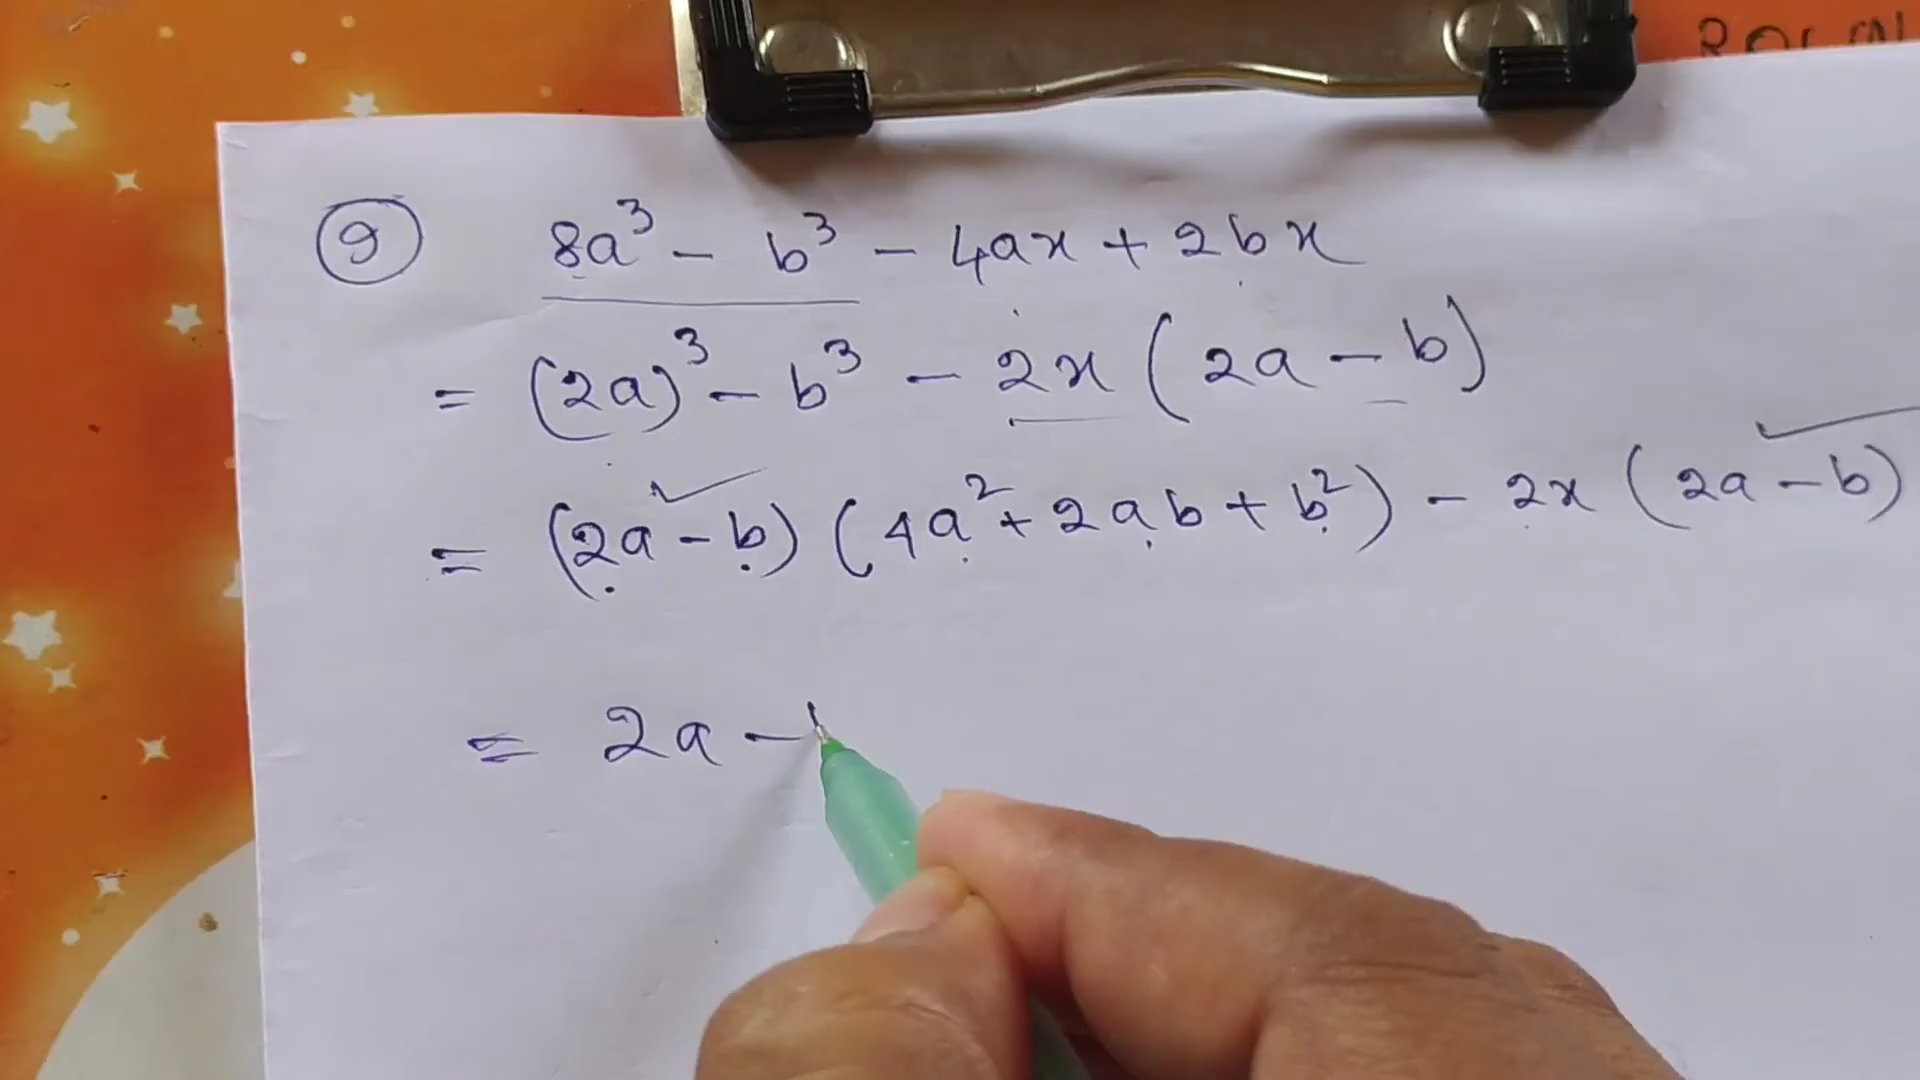 9 8a³ - b³ - 4ax + 2bx
= (2a)³ - b³ - 2x (2a - b)
= (2a - b) (4a² + 2ab + b²) - 2x (2a - b)
= 2a -